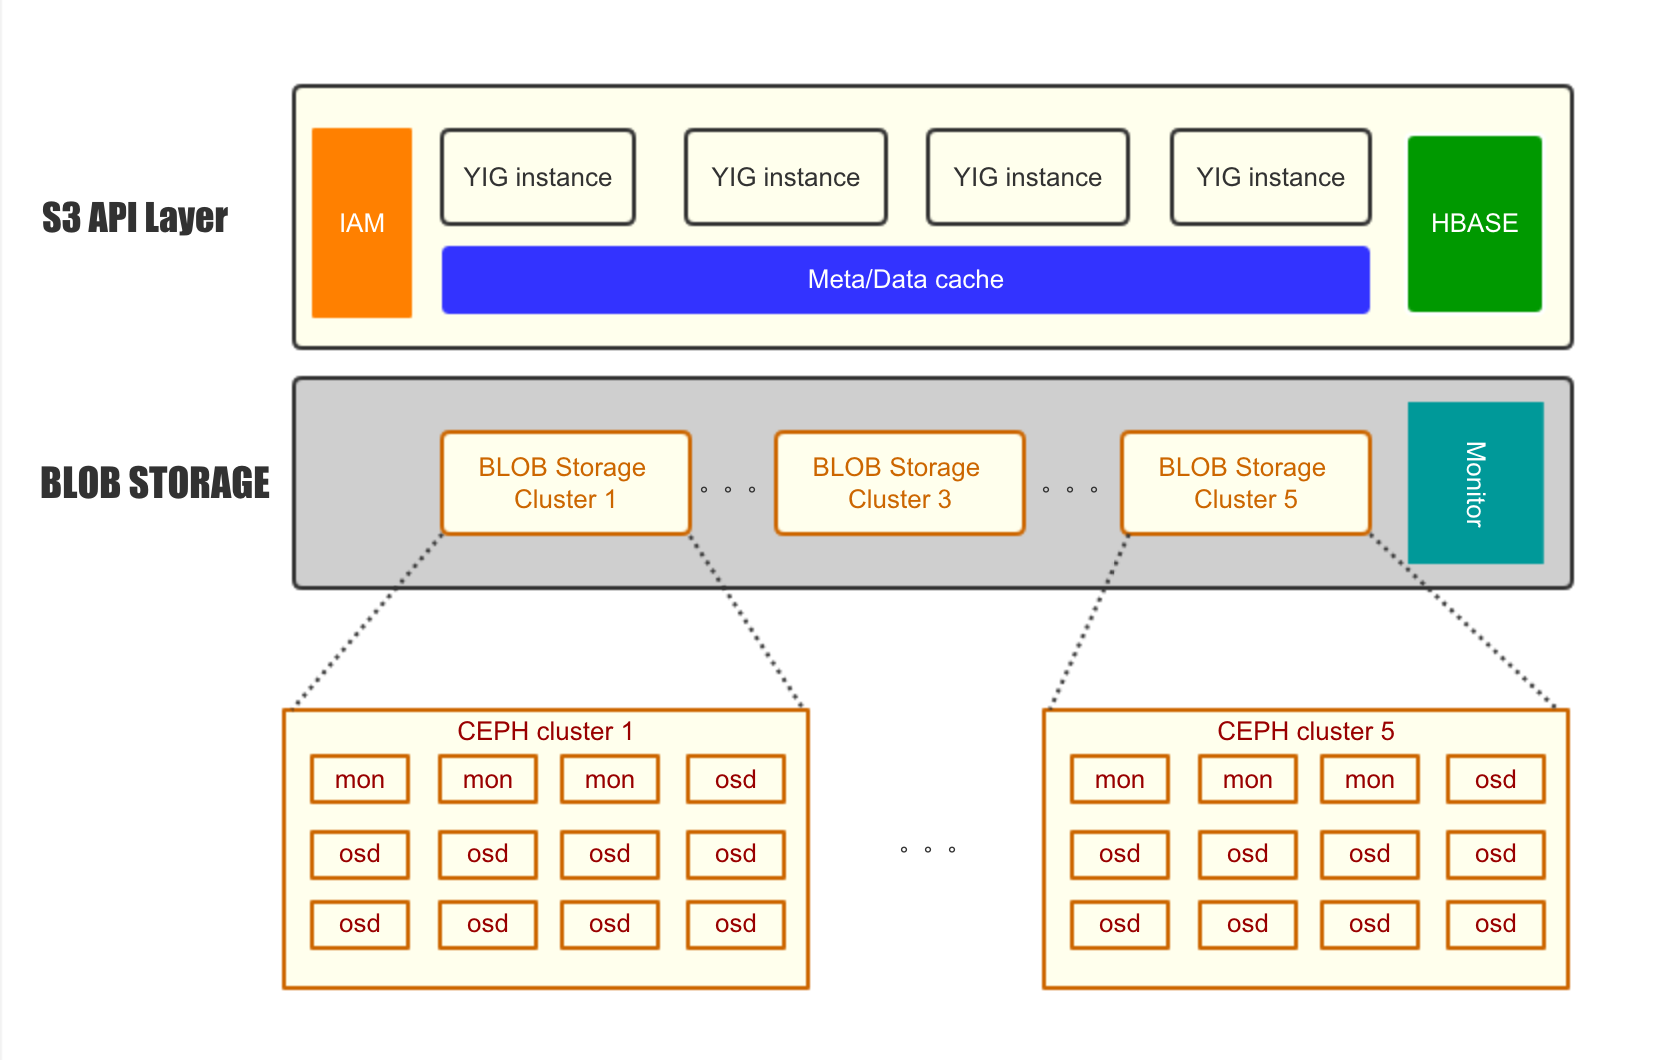 S3 API Layer
IAM
YIG instance
YIG instance
YIG instance
YIG instance
Meta/Data cache
HBASE
BLOB STORAGE
BLOB Storage
Cluster 1
BLOB Storage
Cluster 3
BLOB Storage
Cluster 5
Monitor
CEPH cluster 1
mon mon mon osd
osd osd osd osd
osd osd osd osd
CEPH cluster 5
mon mon mon osd
osd osd osd osd
osd osd osd osd